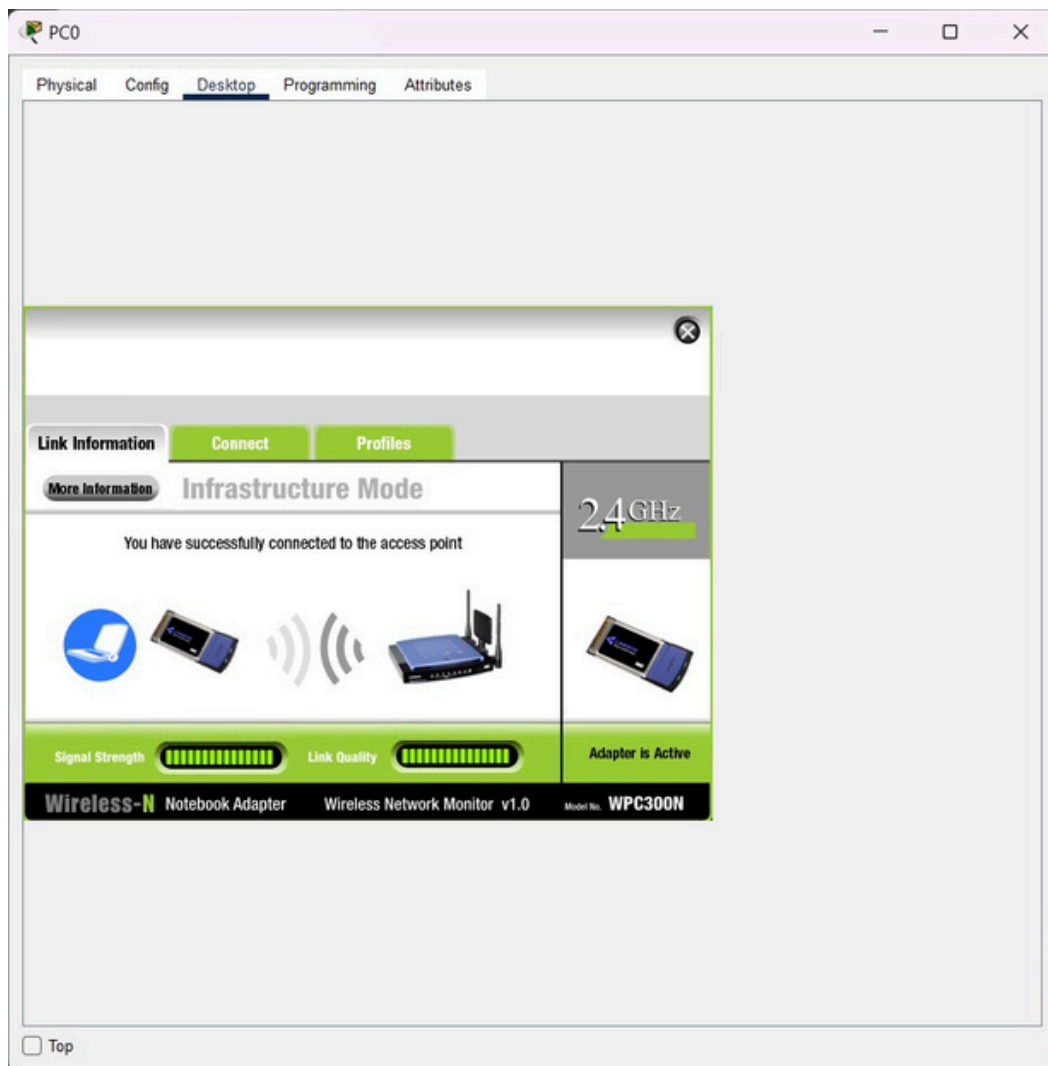 PC0
Physical Config Desktop Programming Attributes
Link Information Connect Profiles
More Information Infrastructure Mode
2.4GHz
You have successfully connected to the access point
Signal Strength Link Quality Adapter is Active
Wireless-N Notebook Adapter Wireless Network Monitor v1.0 Model No. WPC300N
Top